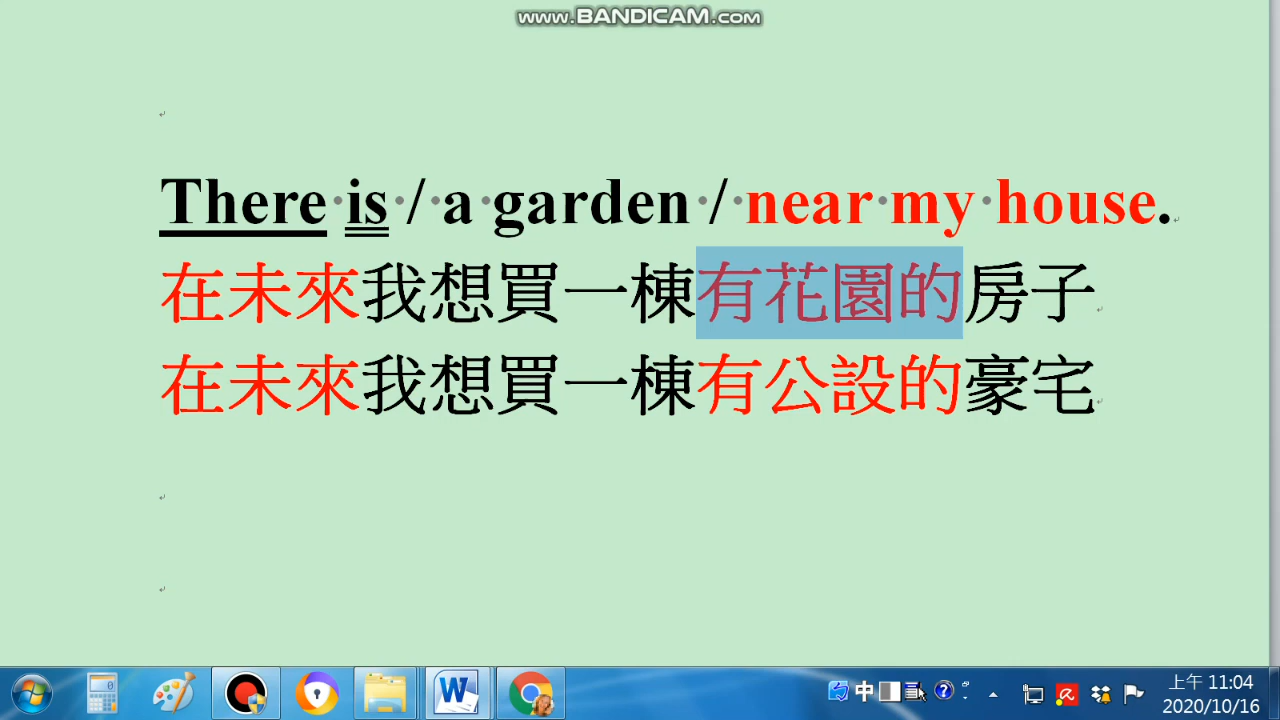 www.BANDICAM.com
There is / a garden / near my house.
在未來我想買一棟有花園的房子
在未來我想買一棟有公設的豪宅
中
上午 11:04
2020/10/16